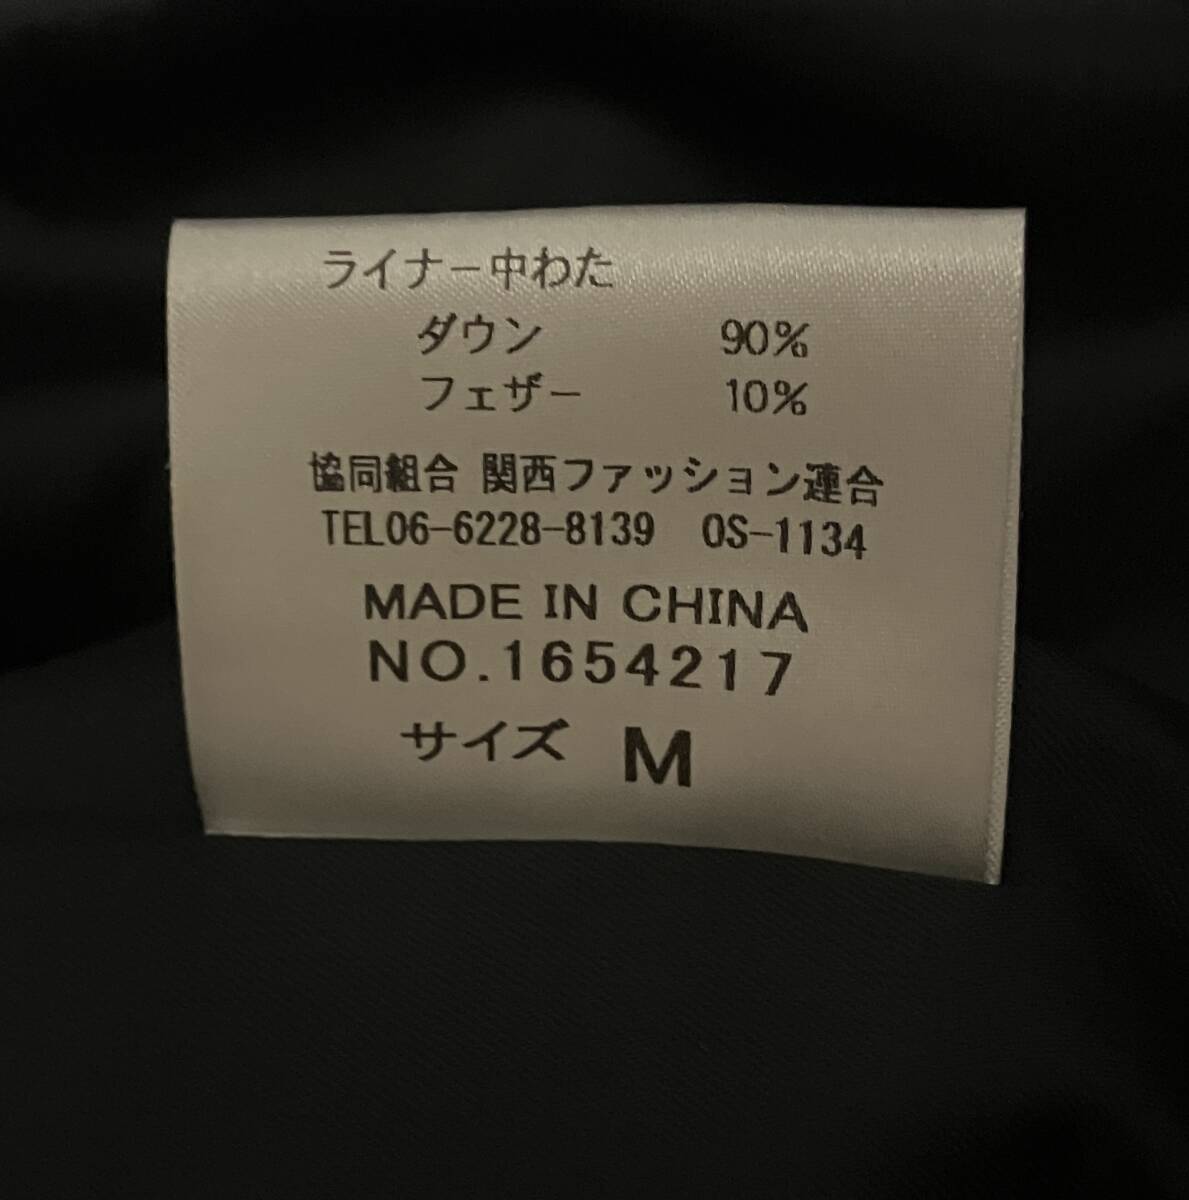 ライナー中わた
ダウン 90%
フェザー 10%
協同組合 関西ファッション連合
TEL06-6228-8139 OS-1134
MADE IN CHINA
NO.1654217
サイズ M